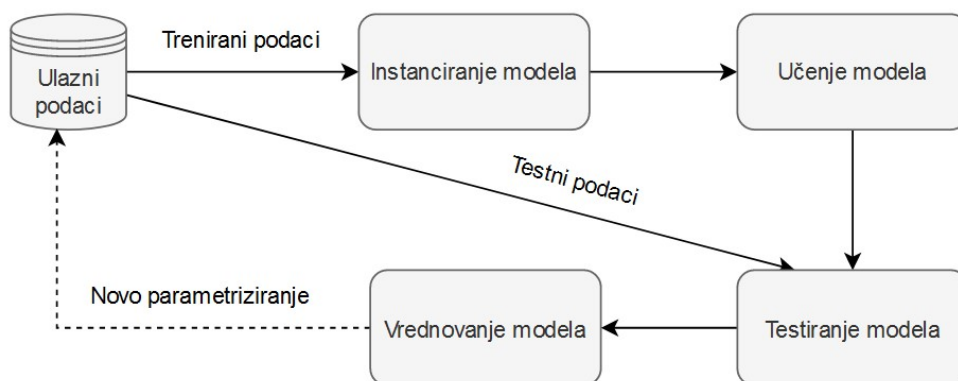 Trenirani podaci
Ulazni
podaci
Instanciranje modela
Učenje modela
Testni podaci
Novo parametriziranje
Vrednovanje modela
Testiranje modela